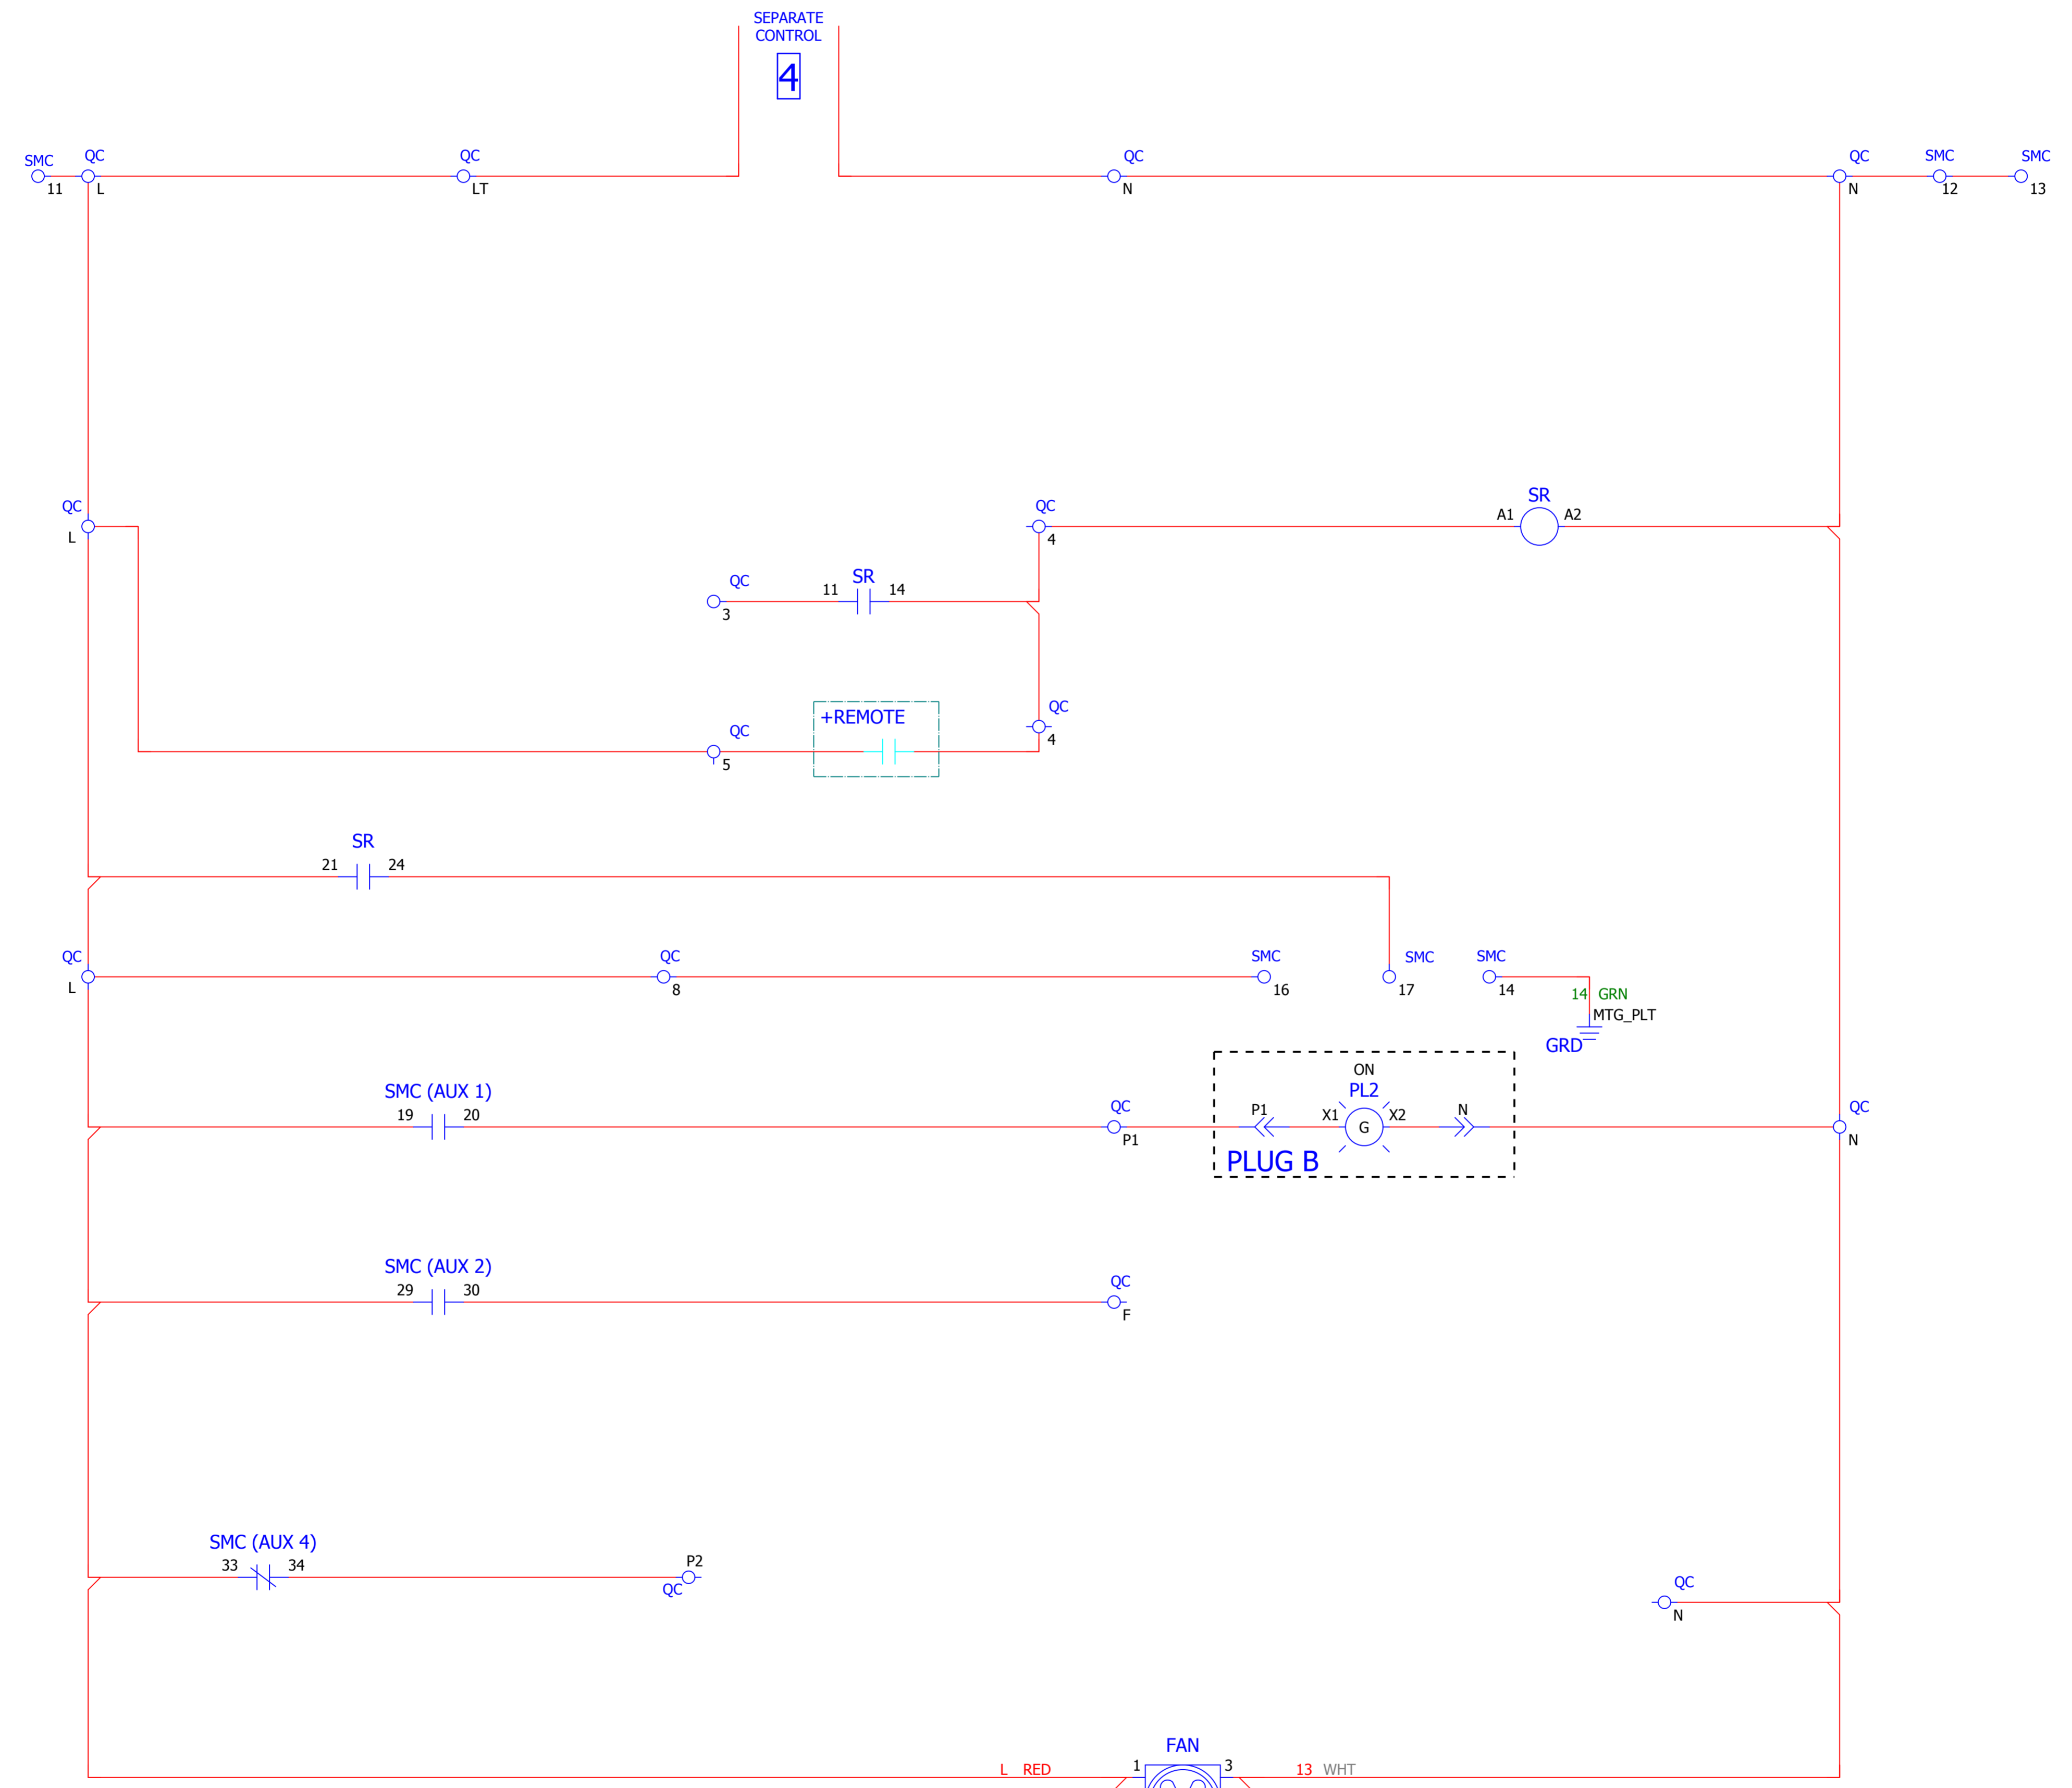 SEPARATE
CONTROL
4
SMC QC QC QC QC SMC SMC
11 L LT N N 12 13
QC QC SR
L 4 A1 A2
QC 11 SR 14
3
QC +REMOTE QC
5 4
SR
21 24
QC QC SMC SMC SMC
L 8 16 17 14
14 GRN
MTG_PLT
GRD
ON
SMC (AUX 1) PL2
19 20 QC P1 X1 G X2 N QC
P1 N
PLUG B
SMC (AUX 2)
29 30 QC
F
SMC (AUX 4)
33 34 P2
QC QC
N
FAN
L RED 1 3 13 WHT